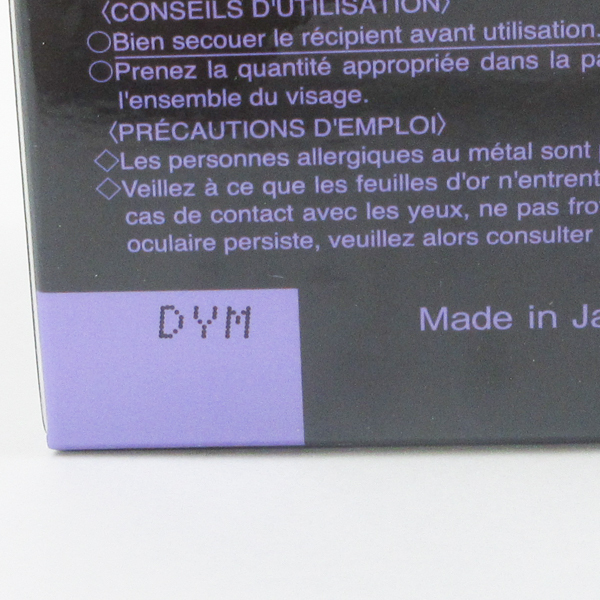 〈CONSEILS D'UTILISATION〉
○Bien secouer le récipient avant utilisation.
○Prenez la quantité appropriée dans la
l'ensemble du visage.
〈PRÉCAUTIONS D'EMPLOI〉
◇Les personnes allergiques au métal sont
◇Veillez à ce que les feuilles d'or n'entrent
cas de contact avec les yeux, ne pas
oculaire persiste, veuillez alors consulter
DYM
Made in